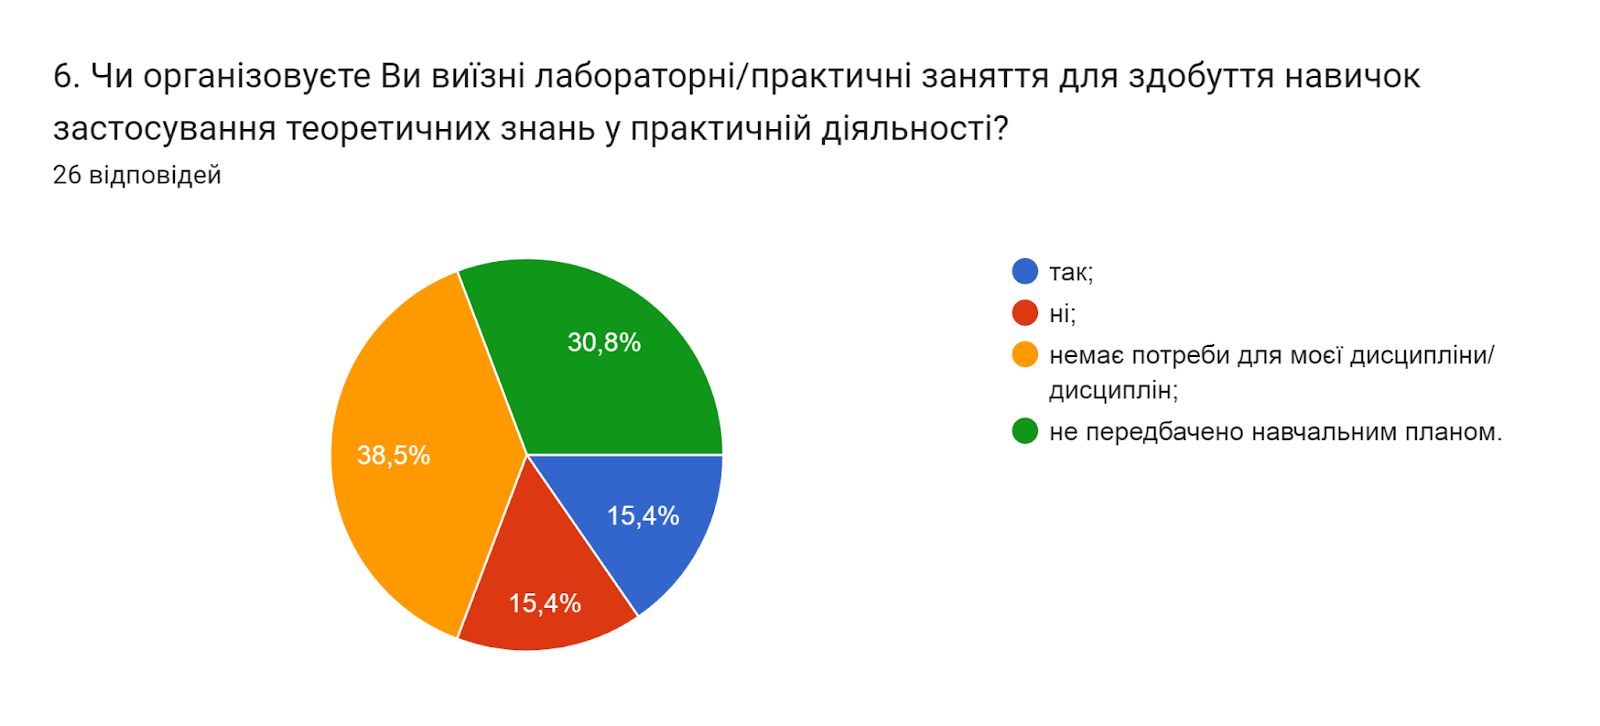 6. Чи організовуєте Ви виїзні лабораторні/практичні заняття для здобуття навичок
застосування теоретичних знань у практичній діяльності?
26 відповідей
30,8%
38,5%
15,4%
15,4%
так;
ні;
немає потреби для моєї дисципліни/
дисциплін;
не передбачено навчальним планом.